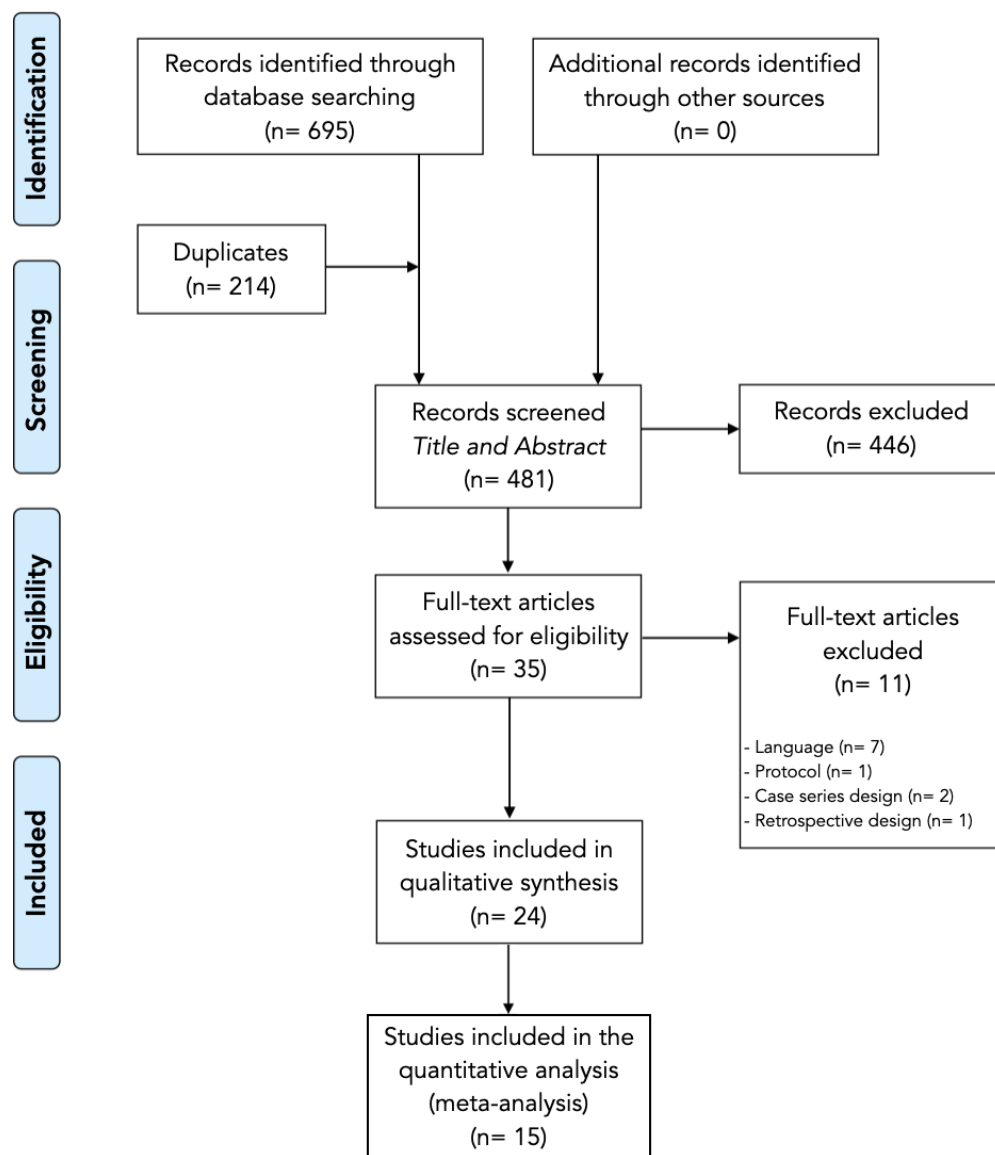 Identification
Records identified through
database searching
(n= 695)
Additional records identified
through other sources
(n= 0)
Duplicates
(n= 214)
Screening
Records screened
Title and Abstract
(n= 481)
Records excluded
(n= 446)
Eligibility
Full-text articles
assessed for eligibility
(n= 35)
Full-text articles
excluded
(n= 11)
- Language (n= 7)
- Protocol (n= 1)
- Case series design (n= 2)
- Retrospective design (n= 1)
Included
Studies included in
qualitative synthesis
(n= 24)
Studies included in the
quantitative analysis
(meta-analysis)
(n= 15)